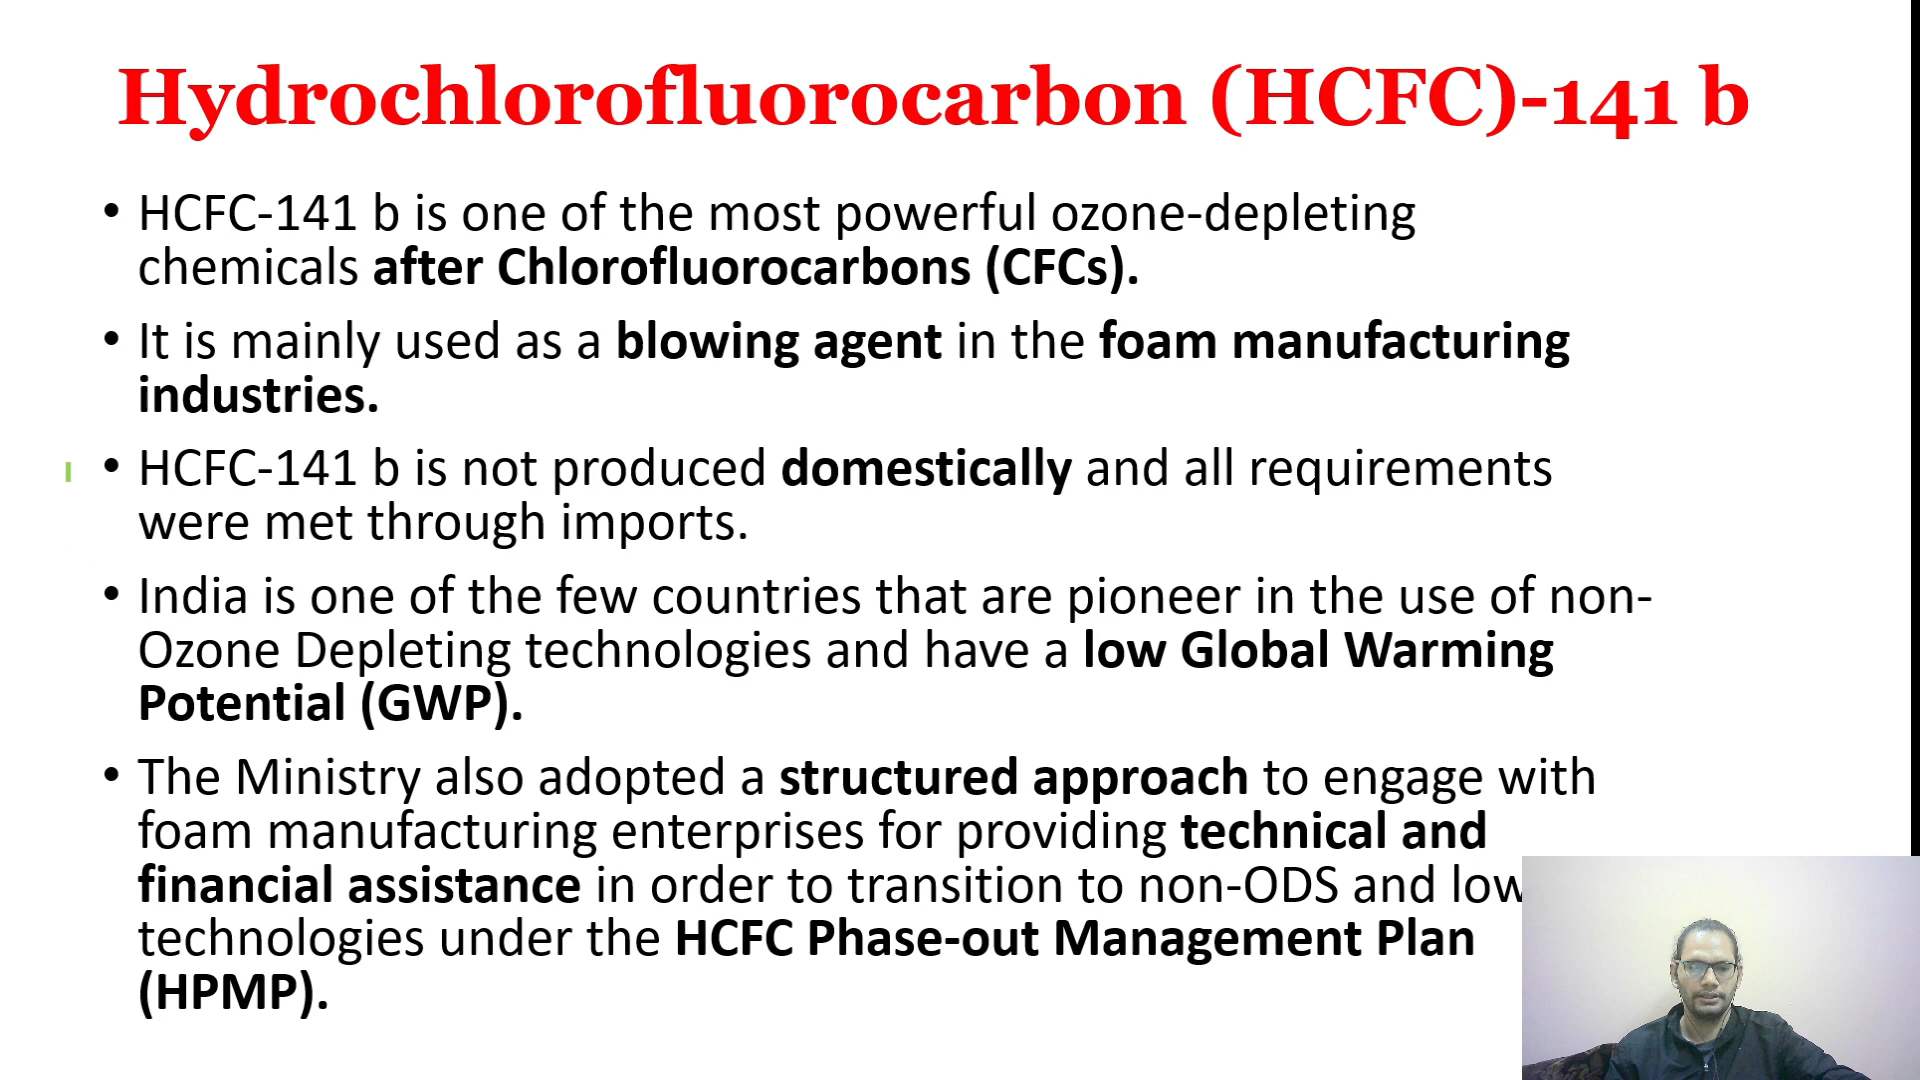 Hydrochlorofluorocarbon (HCFC)-141 b
• HCFC-141 b is one of the most powerful ozone-depleting
chemicals after Chlorofluorocarbons (CFCs).
• It is mainly used as a blowing agent in the foam manufacturing
industries.
• HCFC-141 b is not produced domestically and all requirements
were met through imports.
• India is one of the few countries that are pioneer in the use of non-
Ozone Depleting technologies and have a low Global Warming
Potential (GWP).
• The Ministry also adopted a structured approach to engage with
foam manufacturing enterprises for providing technical and
financial assistance in order to transition to non-ODS and low
technologies under the HCFC Phase-out Management Plan
(HPMP).